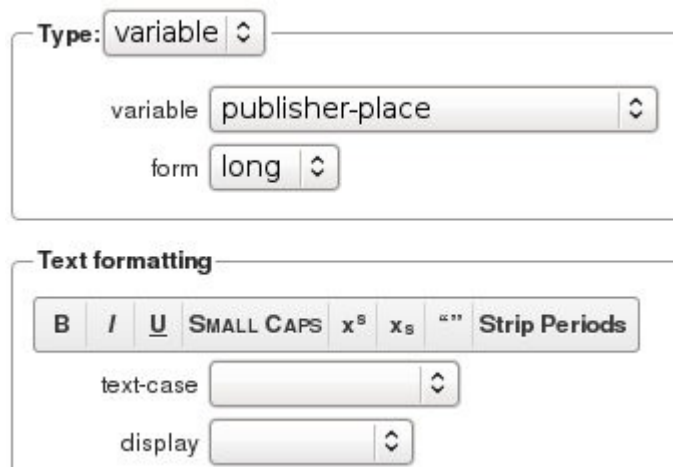 Type: variable
variable publisher-place
form long
Text formatting
B I U SMALL CAPS xˢ xₛ “” Strip Periods
text-case
display